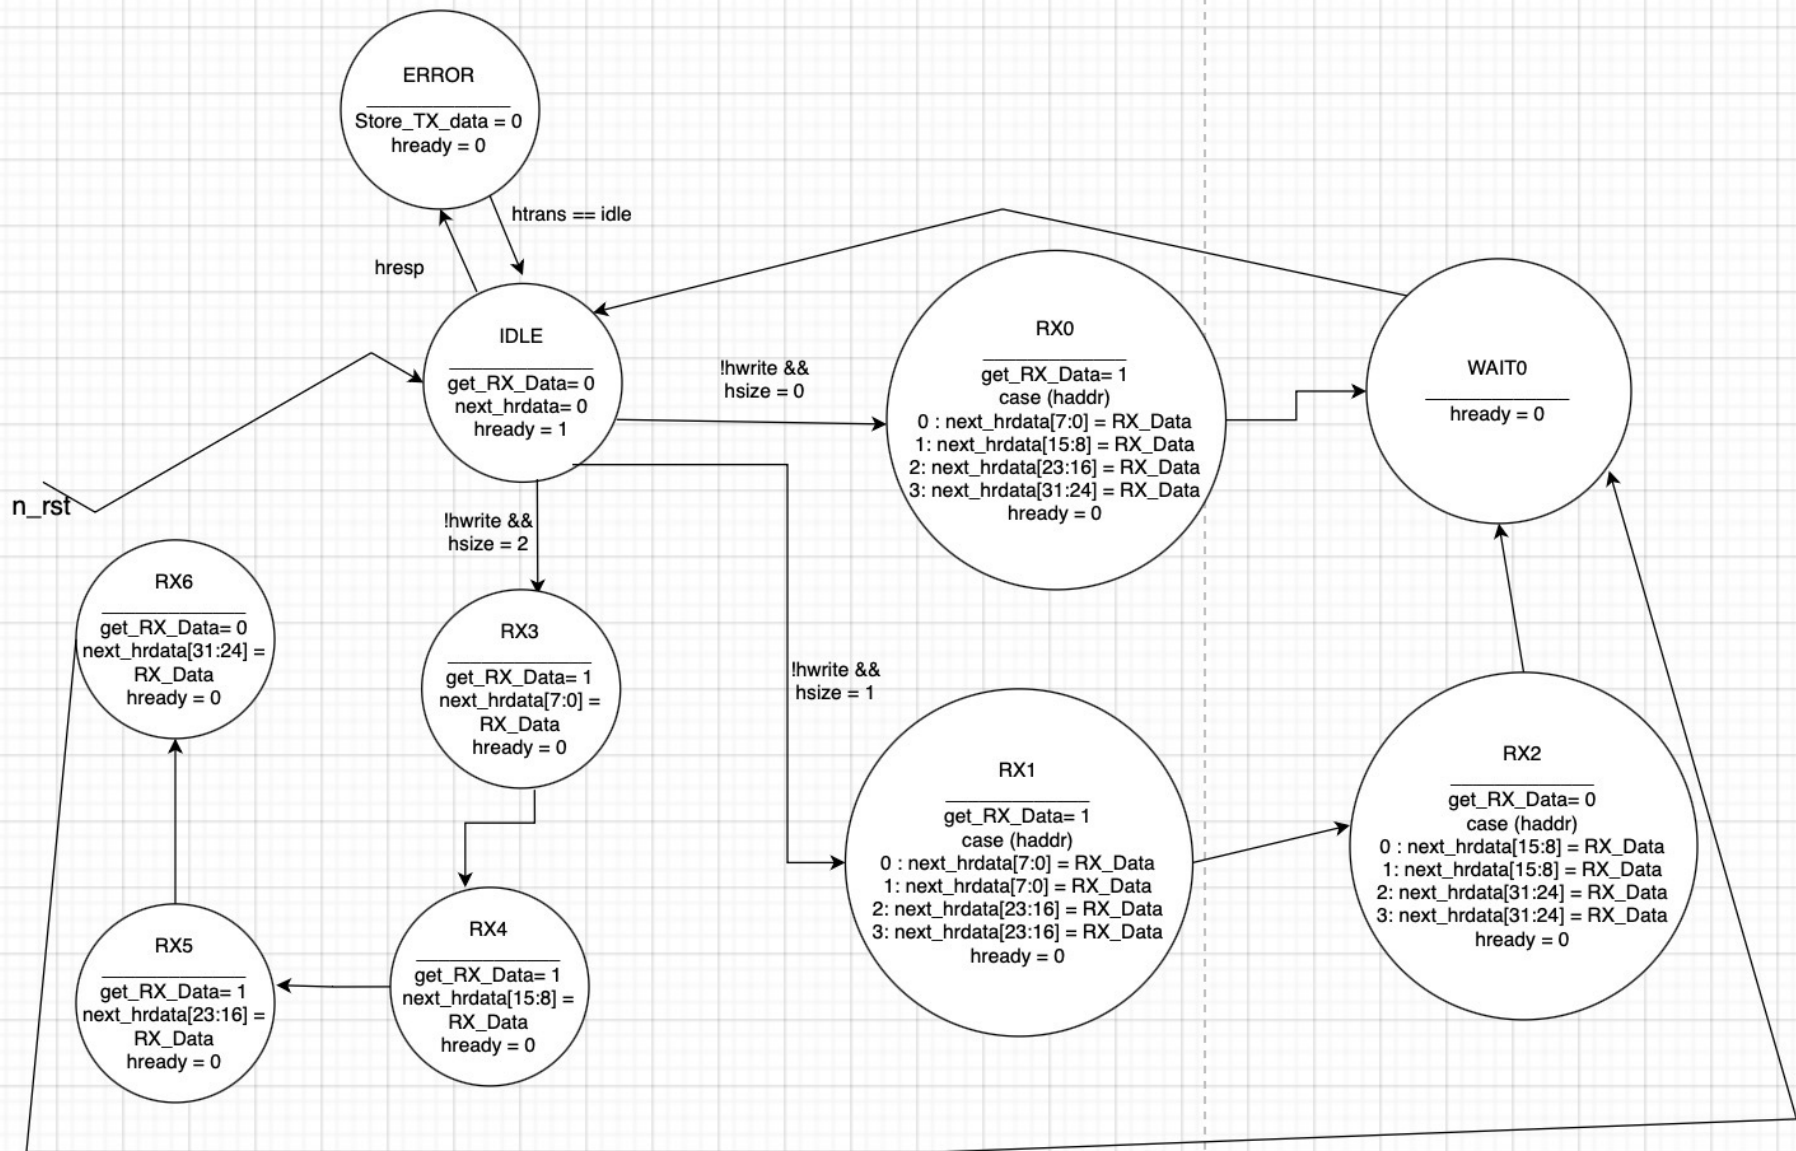 ERROR
Store_TX_data = 0
hready = 0
htrans == idle
hresp
IDLE
get_RX_Data= 0
next_hrdata= 0
hready = 1
n_rst
!hwrite &&
hsize = 0
RX0
get_RX_Data= 1
case (haddr)
0 : next_hrdata[7:0] = RX_Data
1: next_hrdata[15:8] = RX_Data
2: next_hrdata[23:16] = RX_Data
3: next_hrdata[31:24] = RX_Data
hready = 0
WAIT0
hready = 0
!hwrite &&
hsize = 2
RX6
get_RX_Data= 0
next_hrdata[31:24] =
RX_Data
hready = 0
RX3
get_RX_Data= 1
next_hrdata[7:0] =
RX_Data
hready = 0
!hwrite &&
hsize = 1
RX1
get_RX_Data= 1
case (haddr)
0 : next_hrdata[7:0] = RX_Data
1: next_hrdata[7:0] = RX_Data
2: next_hrdata[23:16] = RX_Data
3: next_hrdata[23:16] = RX_Data
hready = 0
RX2
get_RX_Data= 0
case (haddr)
0 : next_hrdata[15:8] = RX_Data
1: next_hrdata[15:8] = RX_Data
2: next_hrdata[31:24] = RX_Data
3: next_hrdata[31:24] = RX_Data
hready = 0
RX5
get_RX_Data= 1
next_hrdata[23:16] =
RX_Data
hready = 0
RX4
get_RX_Data= 1
next_hrdata[15:8] =
RX_Data
hready = 0